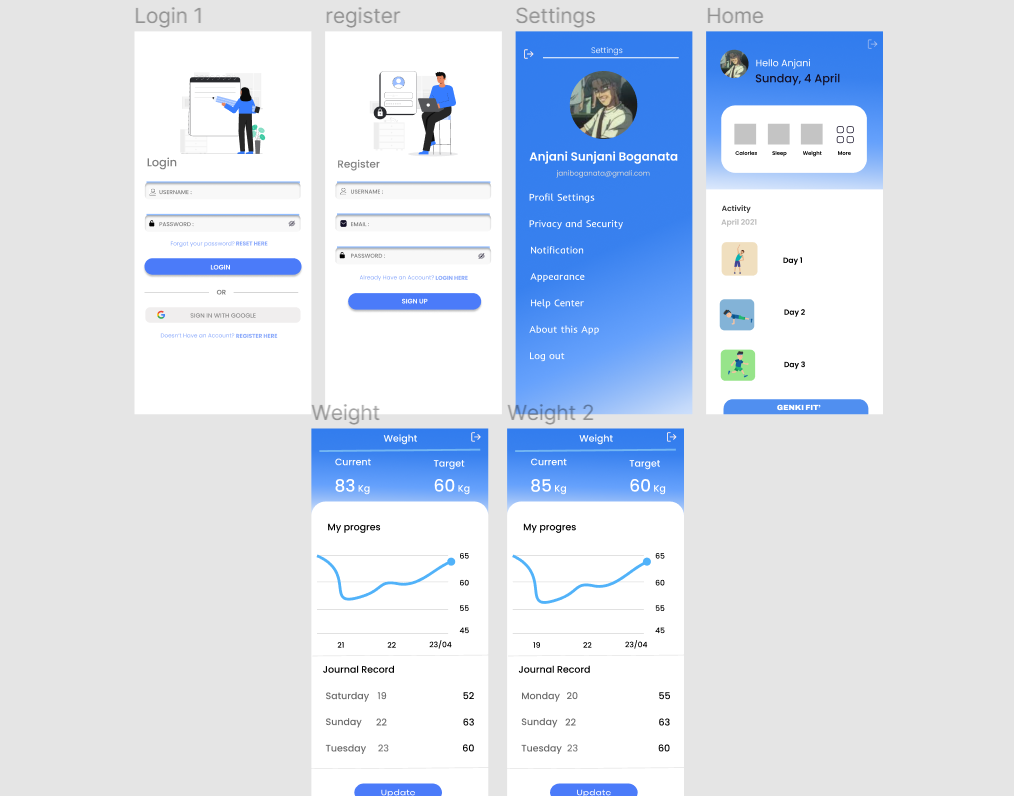 Login 1
Login
USERNAME :
PASSWORD :
Forgot your password? RESET HERE
LOGIN
OR
SIGN IN WITH GOOGLE
Doesn't Have an Account? REGISTER HERE
register
Register
USERNAME :
EMAIL :
PASSWORD :
Already Have an Account? LOGIN HERE
SIGN UP
Settings
Settings
Anjani Sunjani Boganata
janiboganata@gmail.com
Profil Settings
Privacy and Security
Notification
Appearance
Help Center
About this App
Log out
Home
Hello Anjani
Sunday, 4 April
Calories Sleep Weight More
Activity
April 2021
Day 1
Day 2
Day 3
GENKI FIT'
Weight
Weight
Current Target
83 Kg 60 Kg
My progres
65
60
55
45
21 22 23/04
Journal Record
Saturday 19 52
Sunday 22 63
Tuesday 23 60
Update
Weight 2
Weight
Current Target
85 Kg 60 Kg
My progres
65
60
55
45
19 22 23/04
Journal Record
Monday 20 55
Sunday 22 63
Tuesday 23 60
Update